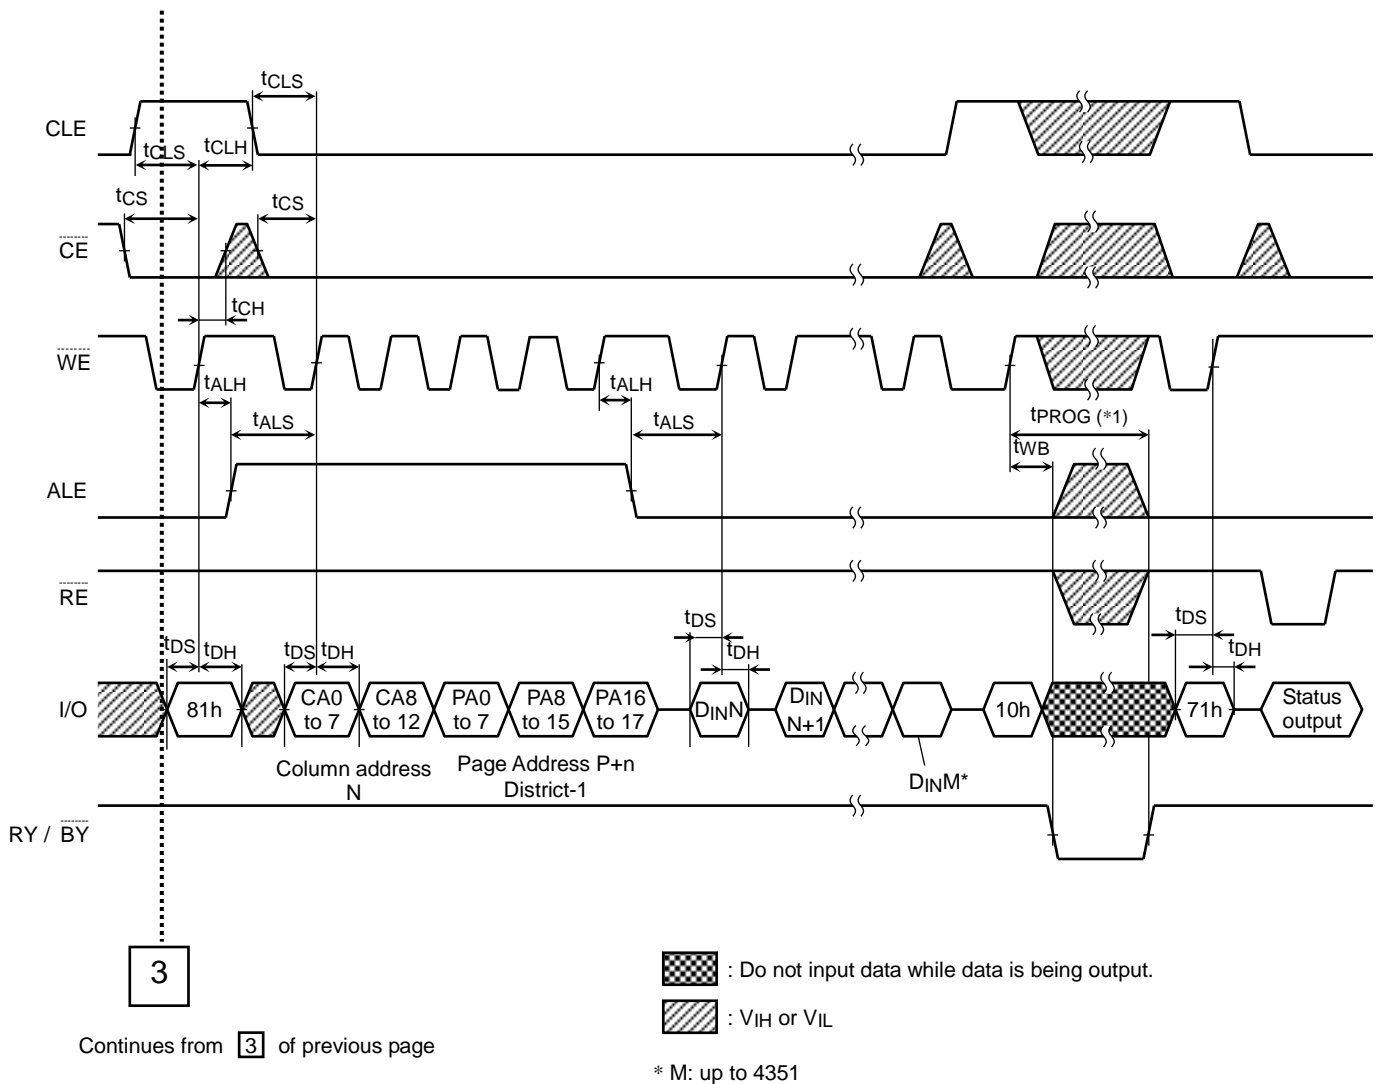 tCLS
CLE
tCLS tCLH
tCS tCS
CE
tCH
WE
tALH tALH
tALS tALS tPROG (*1)
tWB
ALE
RE
tDS tDH tDS tDH tDS tDH tDS tDH
I/O 81h CA0 to 7 CA8 to 12 PA0 to 7 PA8 to 15 PA16 to 17 DINN DIN N+1 10h 71h Status output
Column address N
Page Address P+n
District-1
DINM*
RY / BY
3
: Do not input data while data is being output.
: VIH or VIL
Continues from 3 of previous page
* M: up to 4351